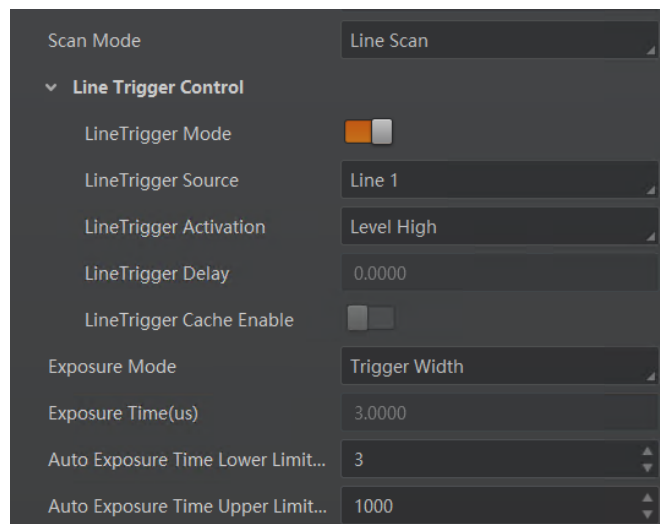 Scan Mode Line Scan
Line Trigger Control
LineTrigger Mode
LineTrigger Source Line 1
LineTrigger Activation Level High
LineTrigger Delay 0.0000
LineTrigger Cache Enable
Exposure Mode Trigger Width
Exposure Time(us) 3.0000
Auto Exposure Time Lower Limit... 3
Auto Exposure Time Upper Limit... 1000